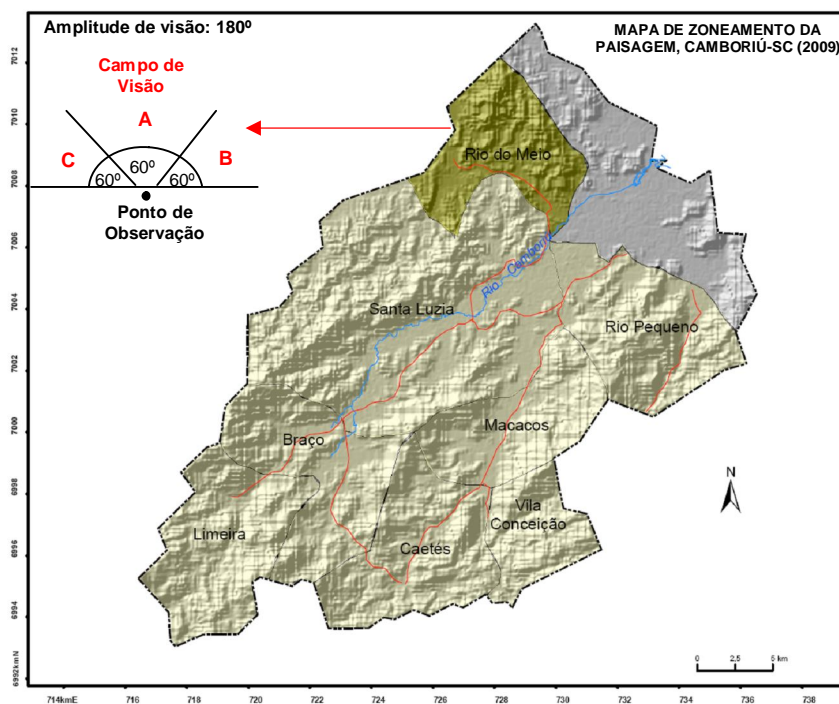 Amplitude de visão: 180º
MAPA DE ZONEAMENTO DA
PAISAGEM, CAMBORIÚ-SC (2009)
Campo de
Visão
A
C
B
60º
60º
60º
Ponto de
Observação
Rio do Meio
Rio Camboriú
Santa Luzia
Rio Pequeno
Macacos
Braço
Vila
Conceição
Limeira
Caetés
N
0 2,5 5 km
7012
7010
7008
7006
7004
7002
7000
6998
6996
6994
6992kmN
714kmE 716 718 720 722 724 726 728 730 732 734 736 738